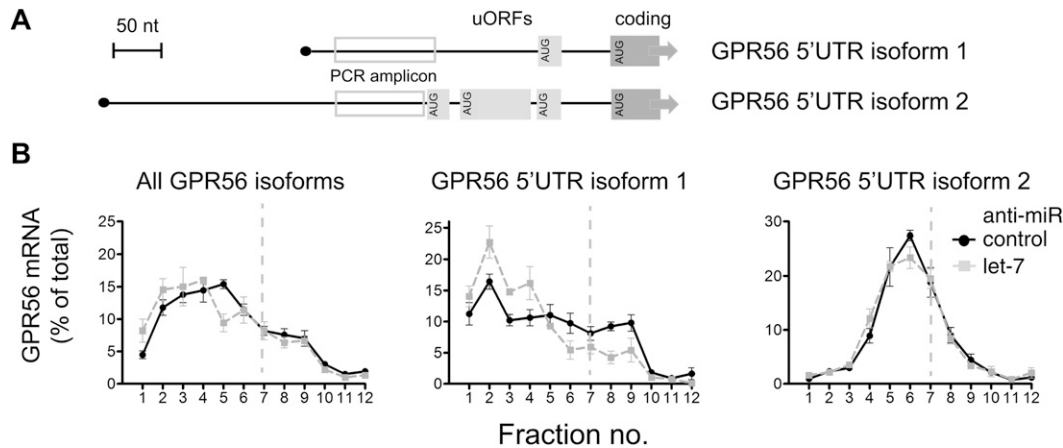 A
50 nt
uORFs
coding
AUG
AUG
GPR56 5'UTR isoform 1
PCR amplicon
AUG
AUG
AUG
AUG
GPR56 5'UTR isoform 2
B
All GPR56 isoforms
GPR56 5'UTR isoform 1
GPR56 5'UTR isoform 2
GPR56 mRNA
(% of total)
25
20
15
10
5
0
1 2 3 4 5 6 7 8 9 10 11 12
25
20
15
10
5
0
1 2 3 4 5 6 7 8 9 10 11 12
30
20
10
0
1 2 3 4 5 6 7 8 9 10 11 12
anti-miR
control
let-7
Fraction no.